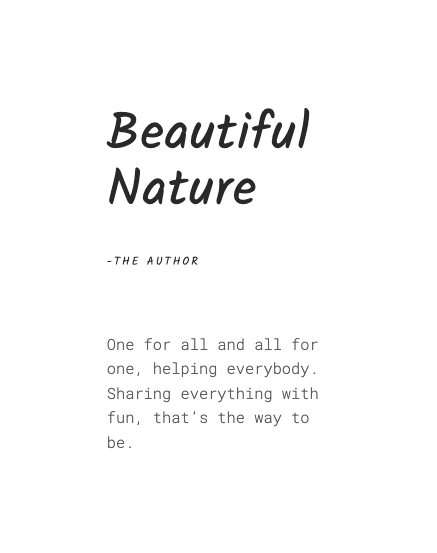 Beautiful
Nature
-THE AUTHOR
One for all and all for
one, helping everybody.
Sharing everything with
fun, that’s the way to
be.